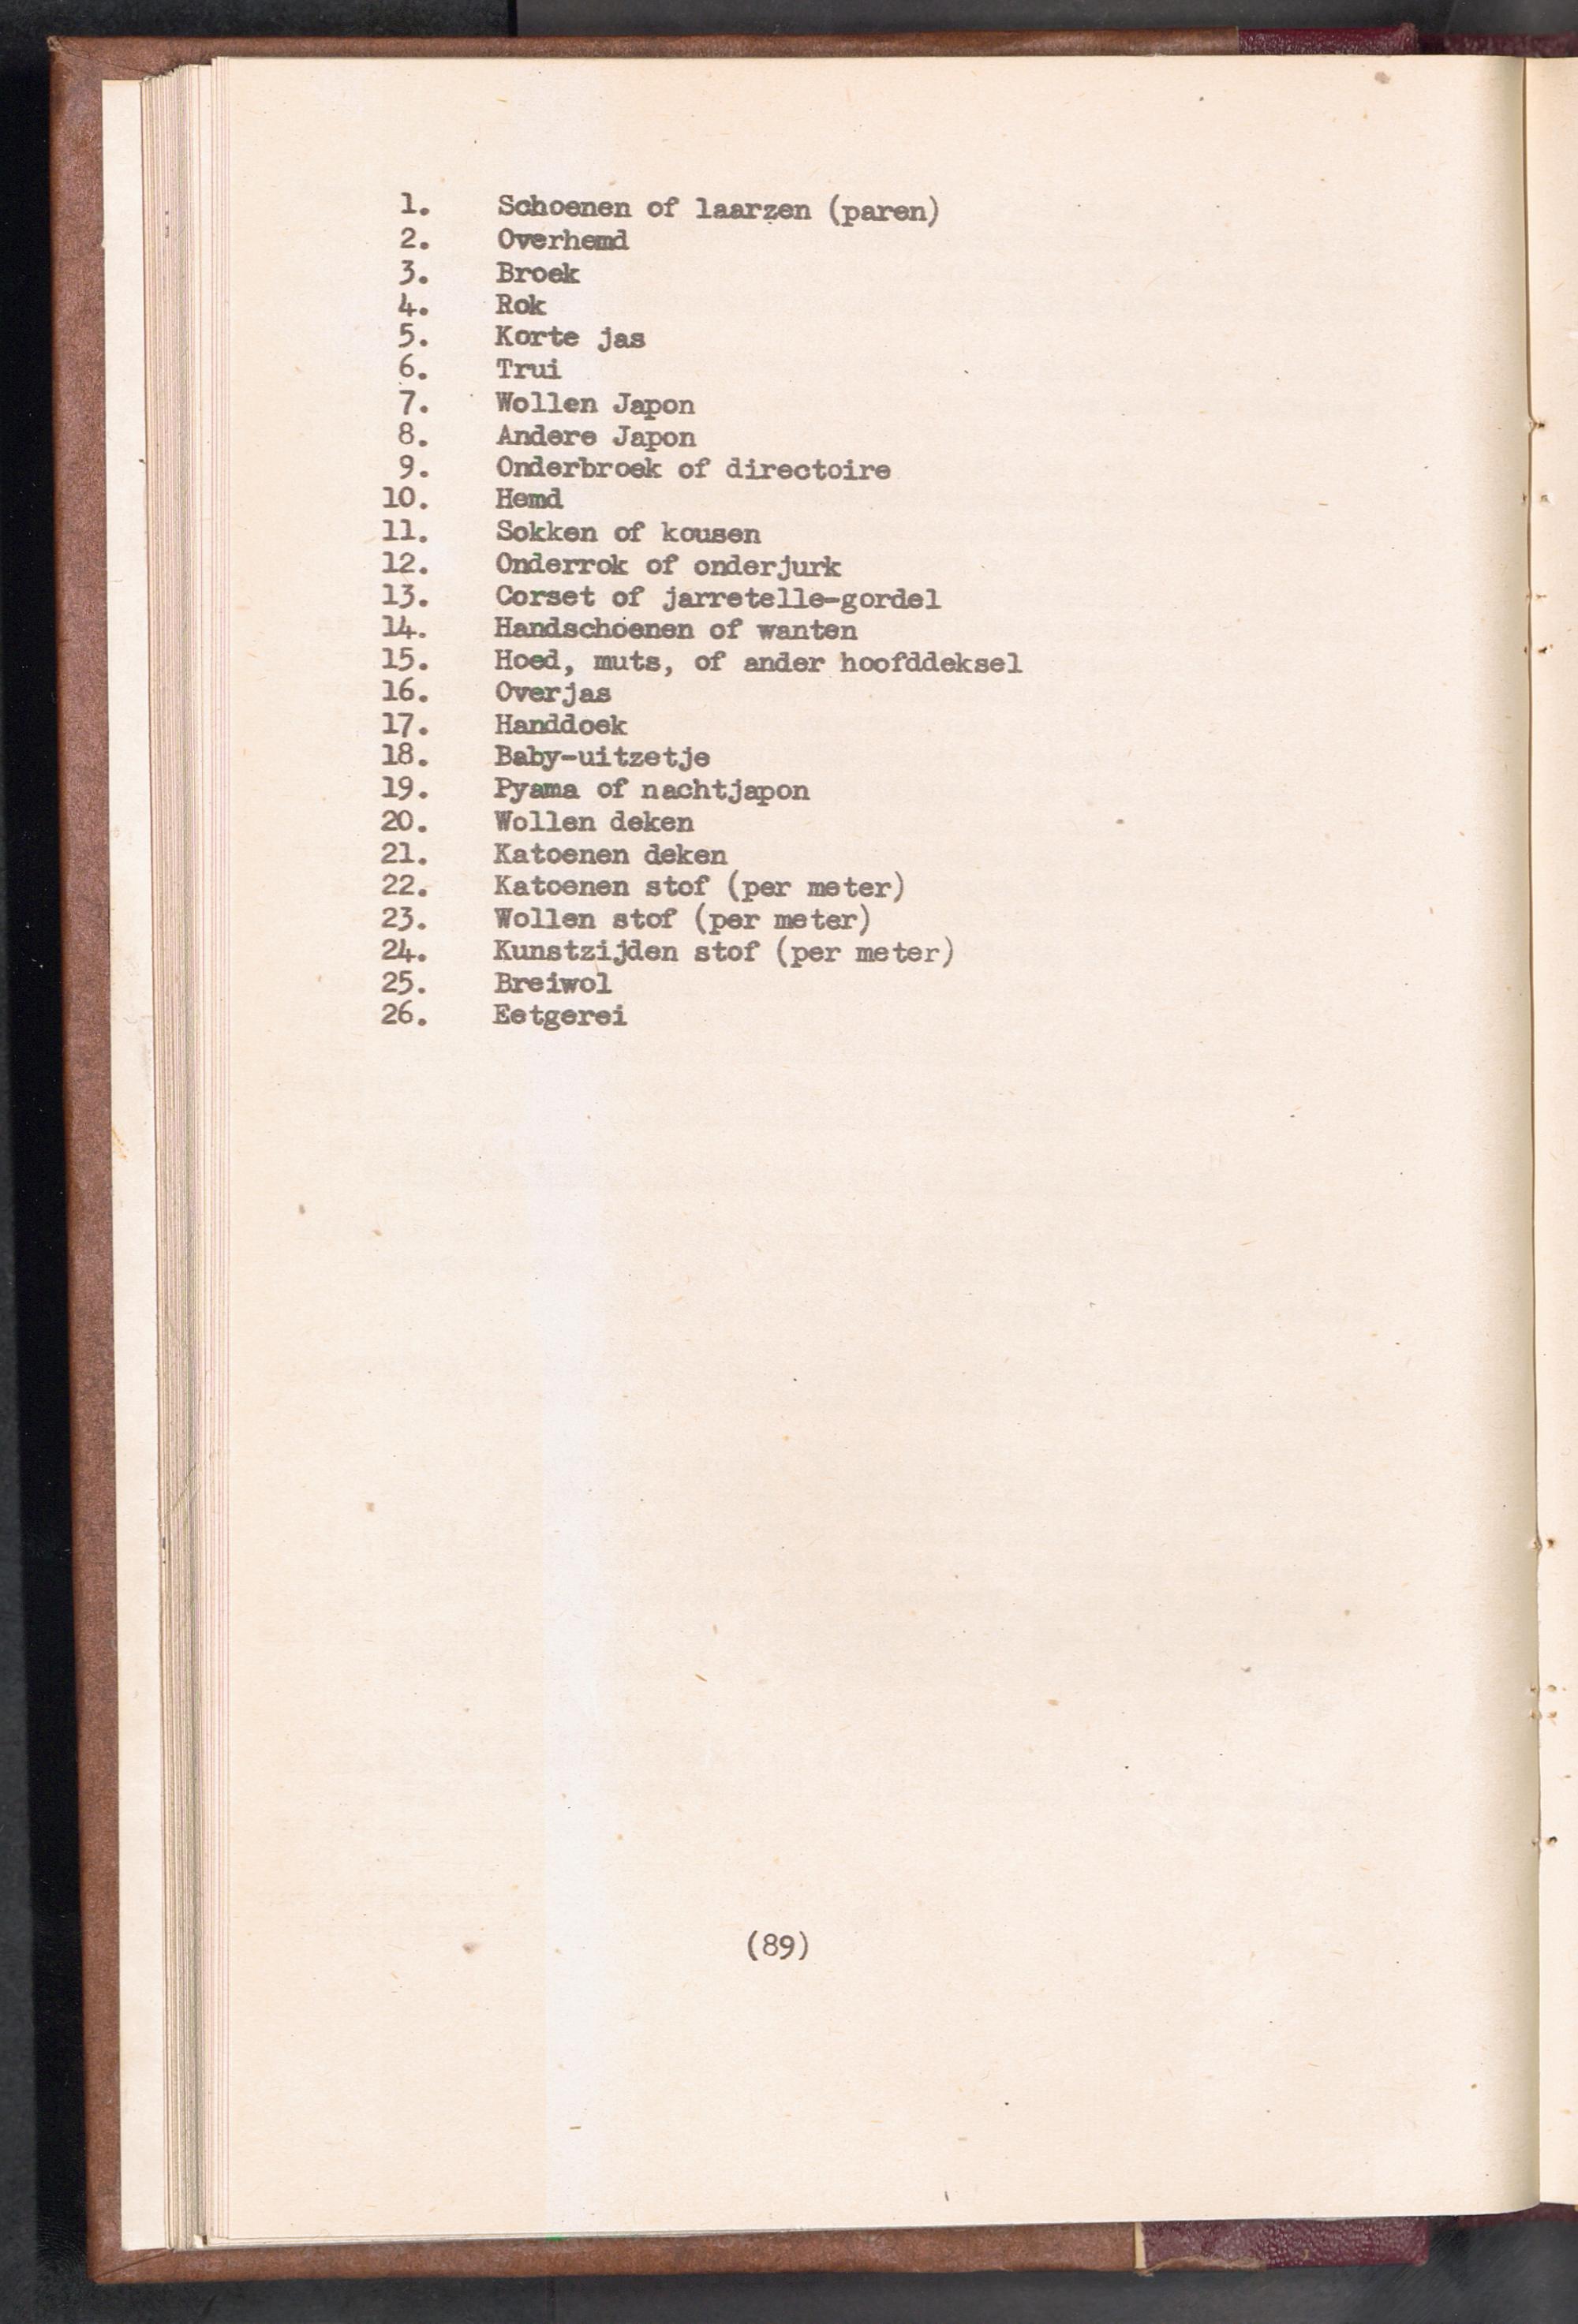 1. Schoenen of laarzen (paren)
2. Overhemd
3. Broek
4. Rok
5. Korte jas
6. Trui
7. Wollen Japon
8. Andere Japon
9. Onderbroek of directoire
10. Hemd
11. Sokken of kousen
12. Onderrok of onderjurk
13. Corset of jarretelle-gordel
14. Handschoenen of wanten
15. Hoed, muts, of ander hoofddeksel
16. Overjas
17. Handdoek
18. Baby-uitzetje
19. Pyama of nachtjapon
20. Wollen deken
21. Katoenen deken
22. Katoenen stof (per meter)
23. Wollen stof (per meter)
24. Kunstzijden stof (per meter)
25. Breiwol
26. Eetgerei
(89)